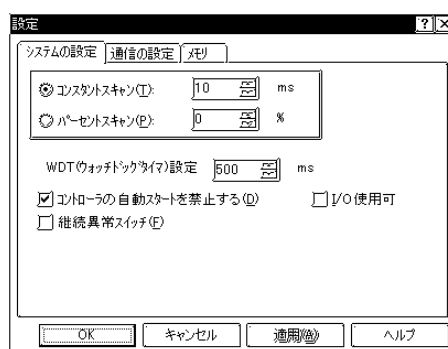 設定
システムの設定 通信の設定 メモリ
コンスタントスキャン(T): 10 ms
パーセントスキャン(P): 0 %
WDT(ウォッチドッグタイマ)設定 500 ms
コントローラの自動スタートを禁止する(D) I/O使用可
継続異常スイッチ(F)
OK キャンセル 適用(A) ヘルプ